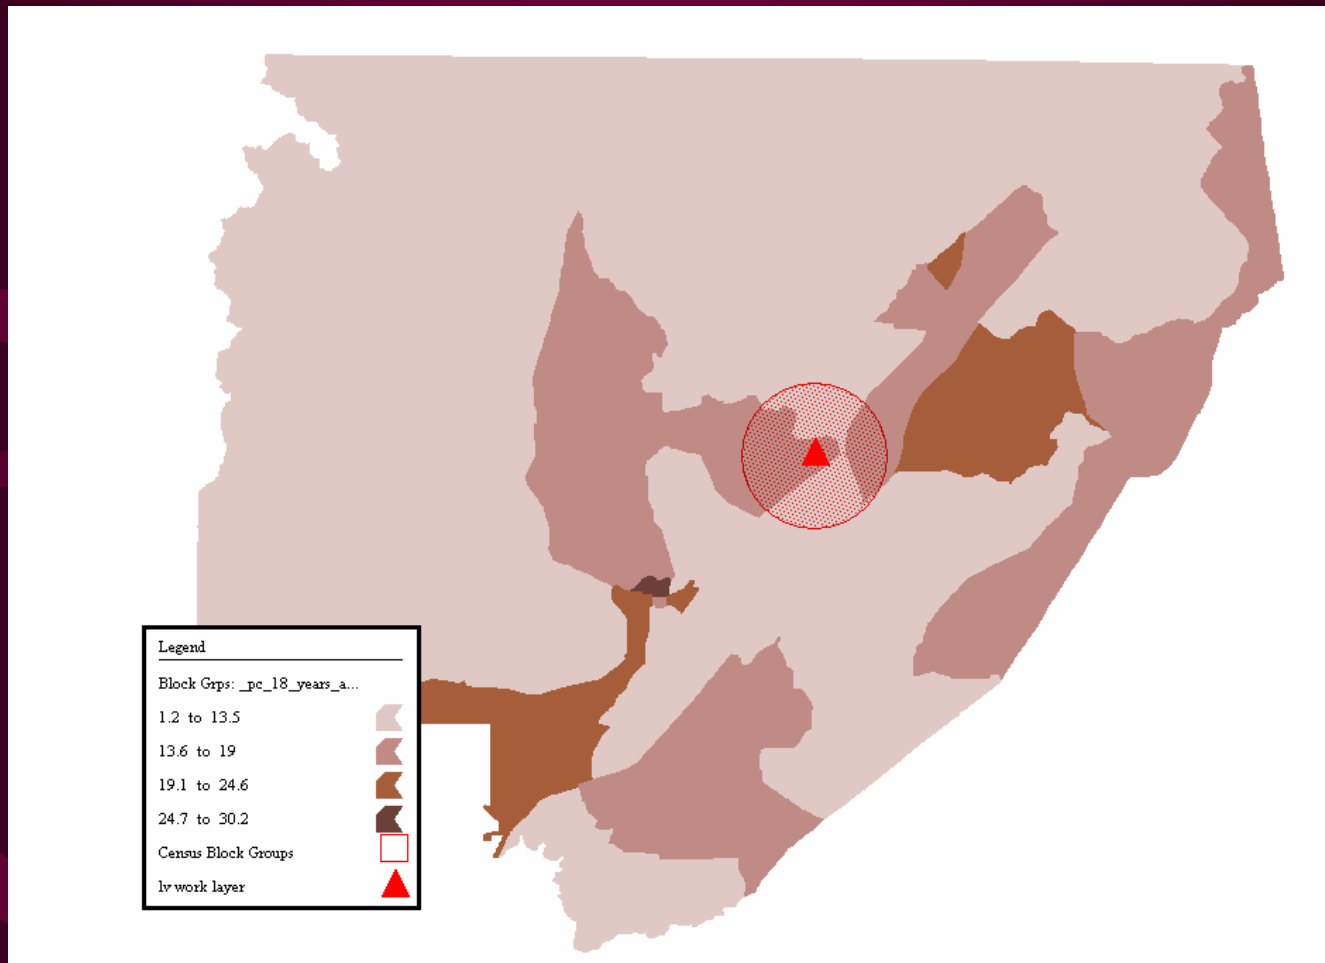 Legend
Block Grps: _pc_18_years_a...
1.2 to 13.5
13.6 to 19
19.1 to 24.6
24.7 to 30.2
Census Block Groups
lv work layer